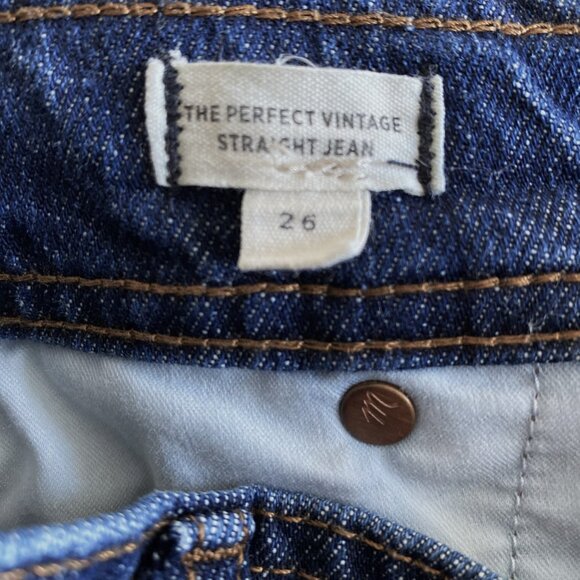 THE PERFECT VINTAGE
STRAIGHT JEAN
26
m